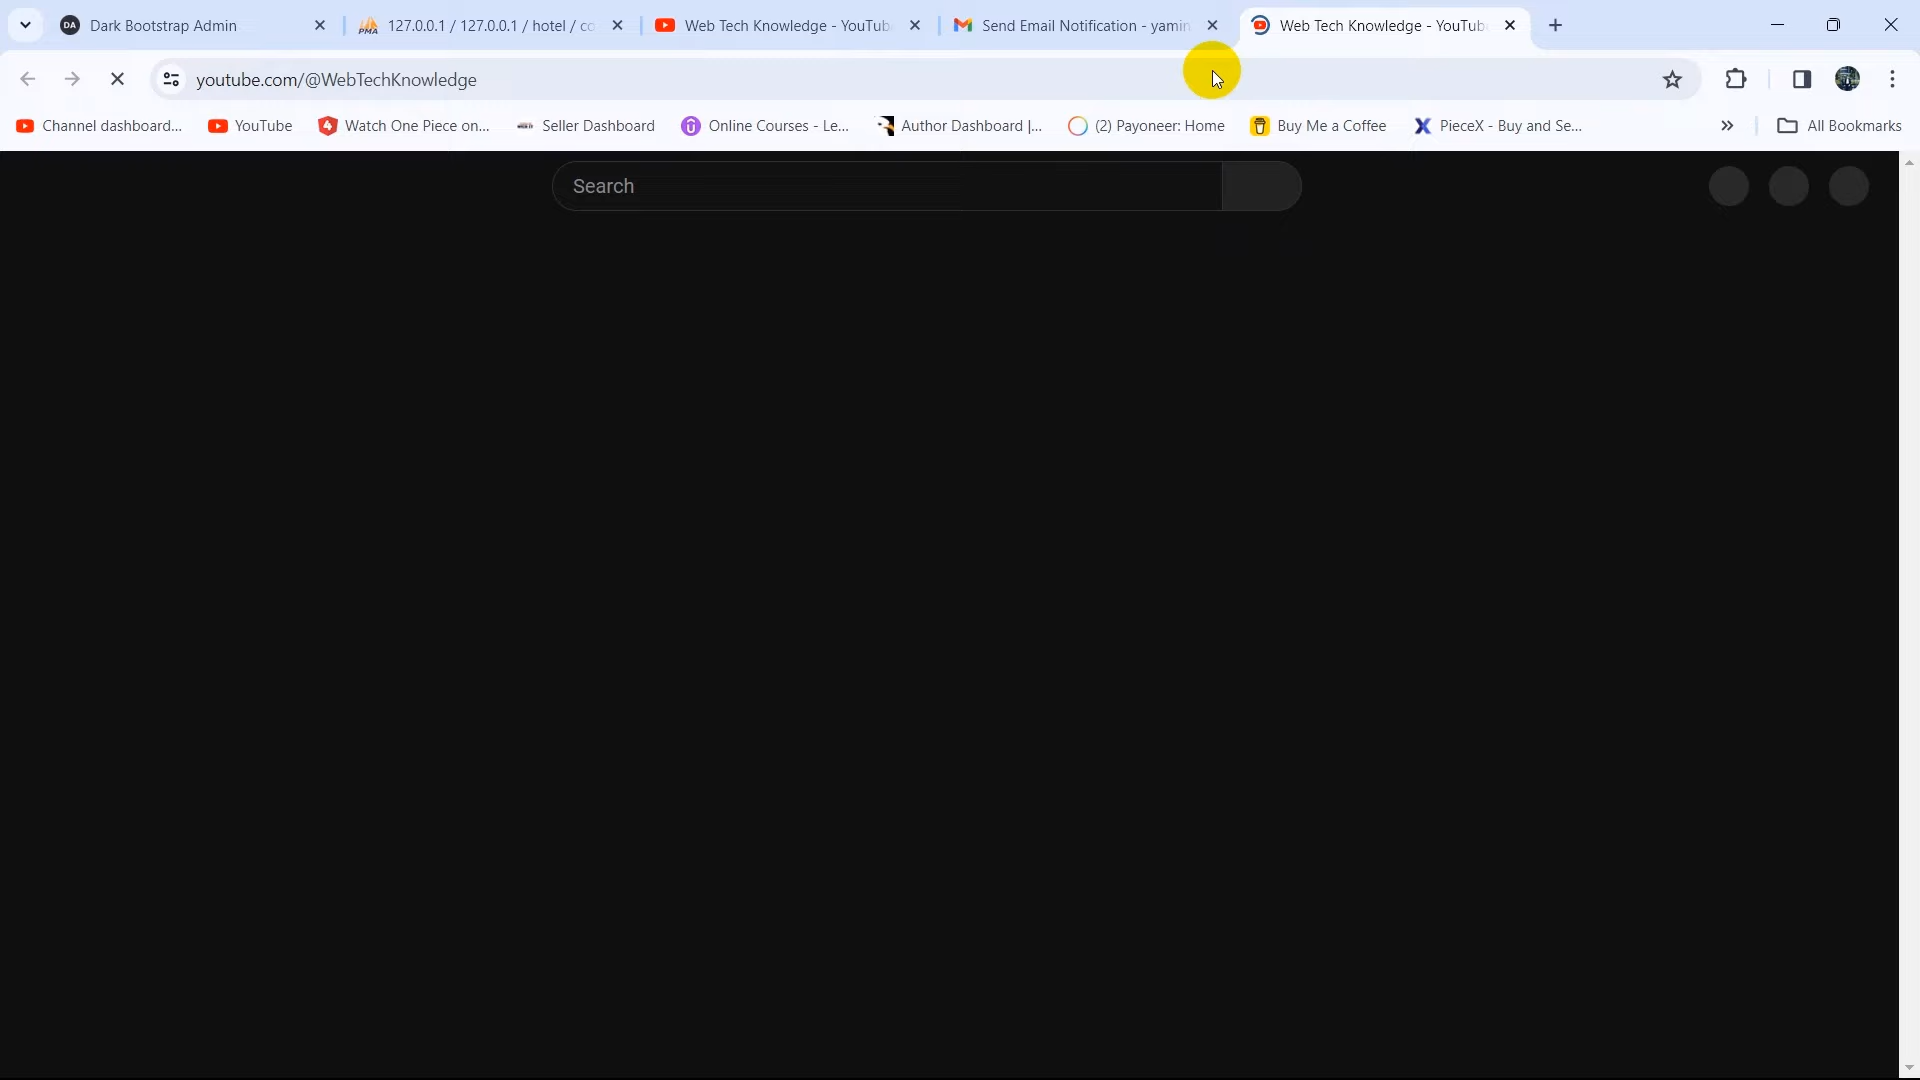 DA Dark Bootstrap Admin
PMA 127.0.0.1 / 127.0.0.1 / hotel / co
Web Tech Knowledge - YouTub
Send Email Notification - yamin
Web Tech Knowledge - YouTub
youtube.com/@WebTechKnowledge
Channel dashboard...
YouTube
Watch One Piece on...
Seller Dashboard
Online Courses - Le...
Author Dashboard |...
(2) Payoneer: Home
Buy Me a Coffee
PieceX - Buy and Se...
All Bookmarks
Search